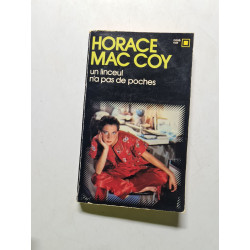 HORACE
MAC COY
un linceul
n'a pas de poches